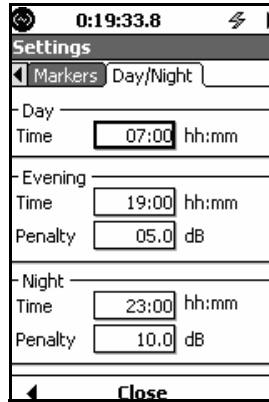 0:19:33.8
Settings
Markers Day/Night
Day
Time 07:00 hh:mm
Evening
Time 19:00 hh:mm
Penalty 05.0 dB
Night
Time 23:00 hh:mm
Penalty 10.0 dB
Close